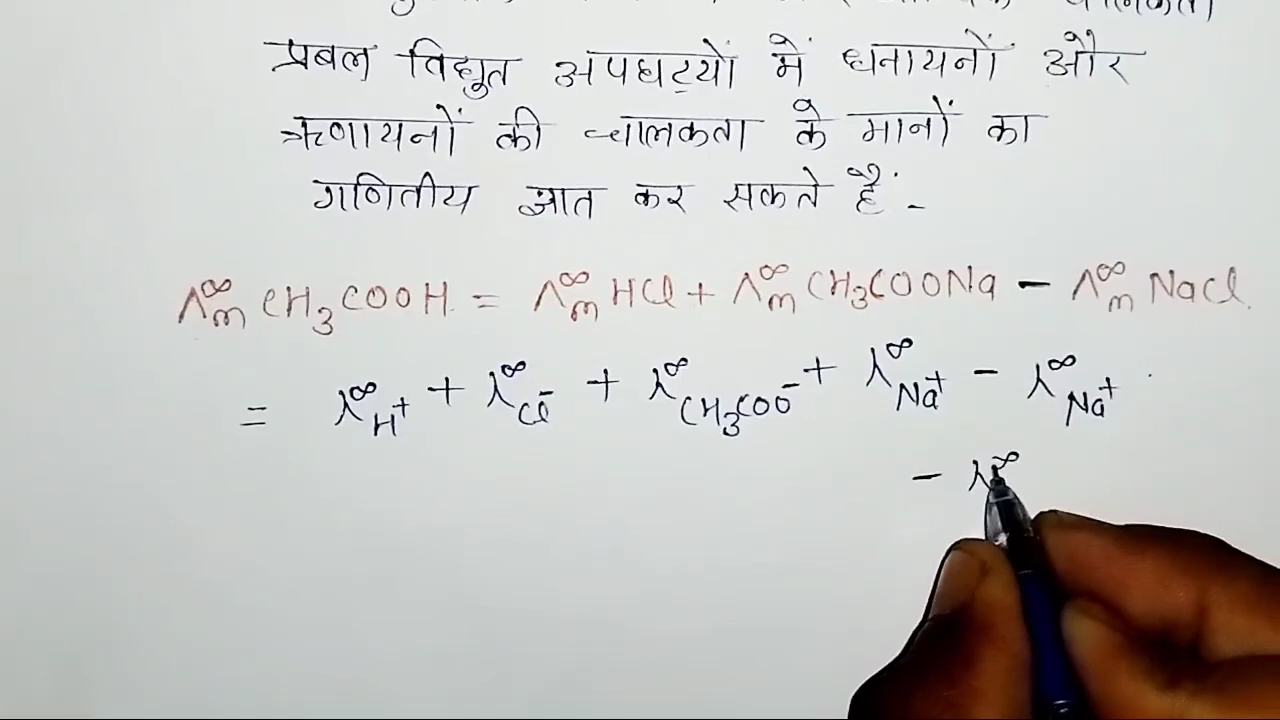 प्रबल विद्युत अपघट्यों में धनायनों और
ऋणायनों की चालकता के मानों का
गणितीय ज्ञात कर सकते हैं -
Λ∞m CH3COOH = Λ∞m HCl + Λ∞m CH3COONa - Λ∞m NaCl.
= λ∞H+ + λ∞Cl- + λ∞CH3COO- + λ∞Na+ - λ∞Na+
- λ∞